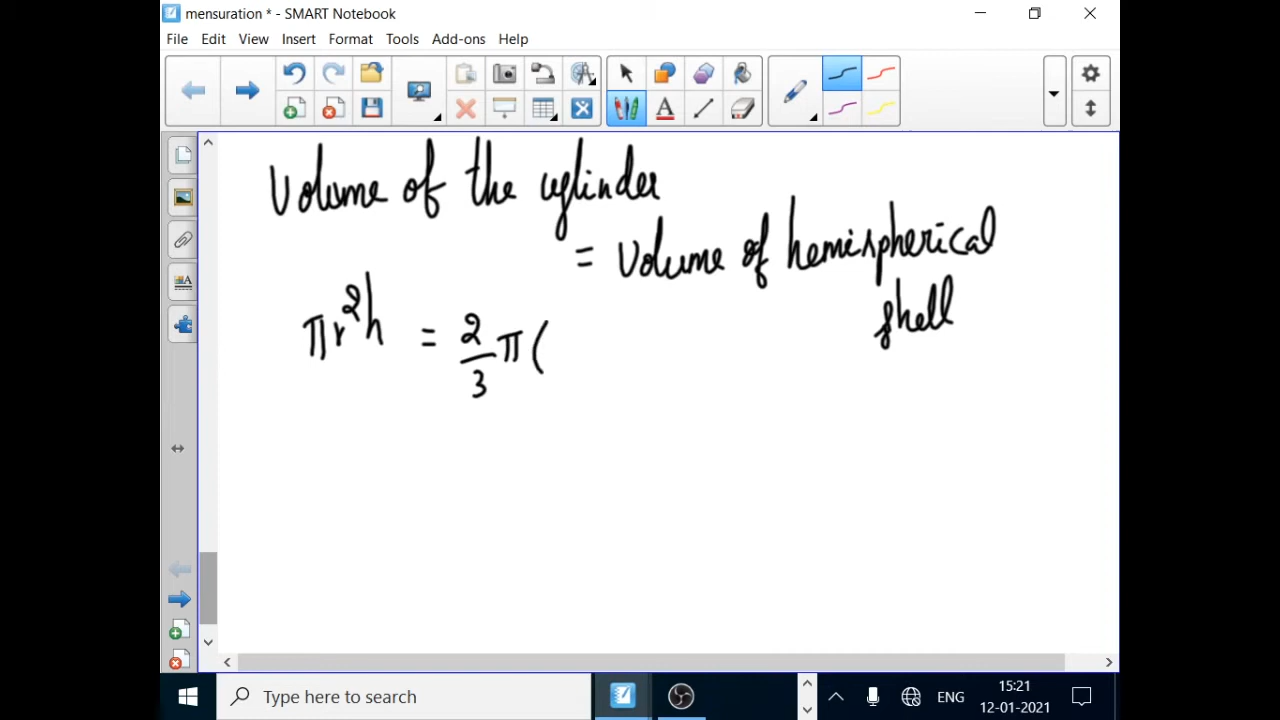 mensuration * - SMART Notebook
File Edit View Insert Format Tools Add-ons Help
Volume of the cylinder
= Volume of hemispherical
shell
πr²h = 2/3 π (
Type here to search
ENG
15:21
12-01-2021